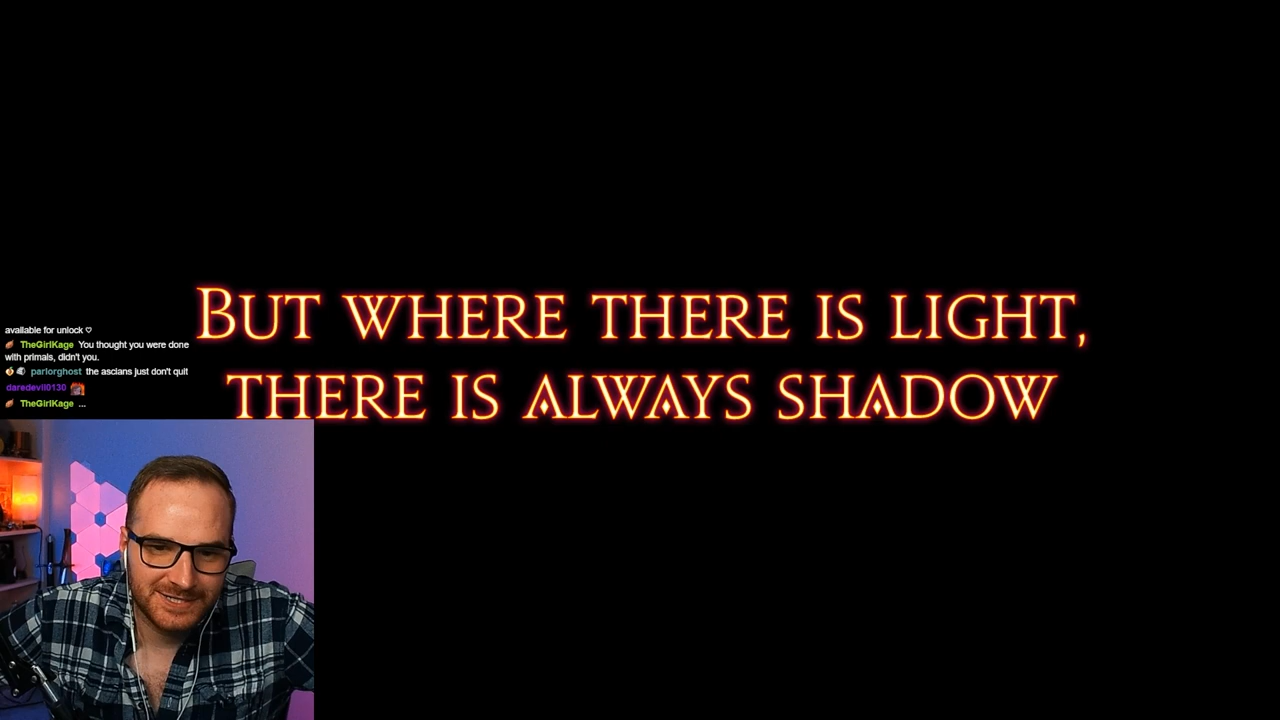 available for unlock ♡
TheGirlKage You thought you were done
with primals, didn't you.
parlorghost the ascians just don't quit
daredevil0130
TheGirlKage ...
BUT WHERE THERE IS LIGHT,
THERE IS ALWAYS SHADOW